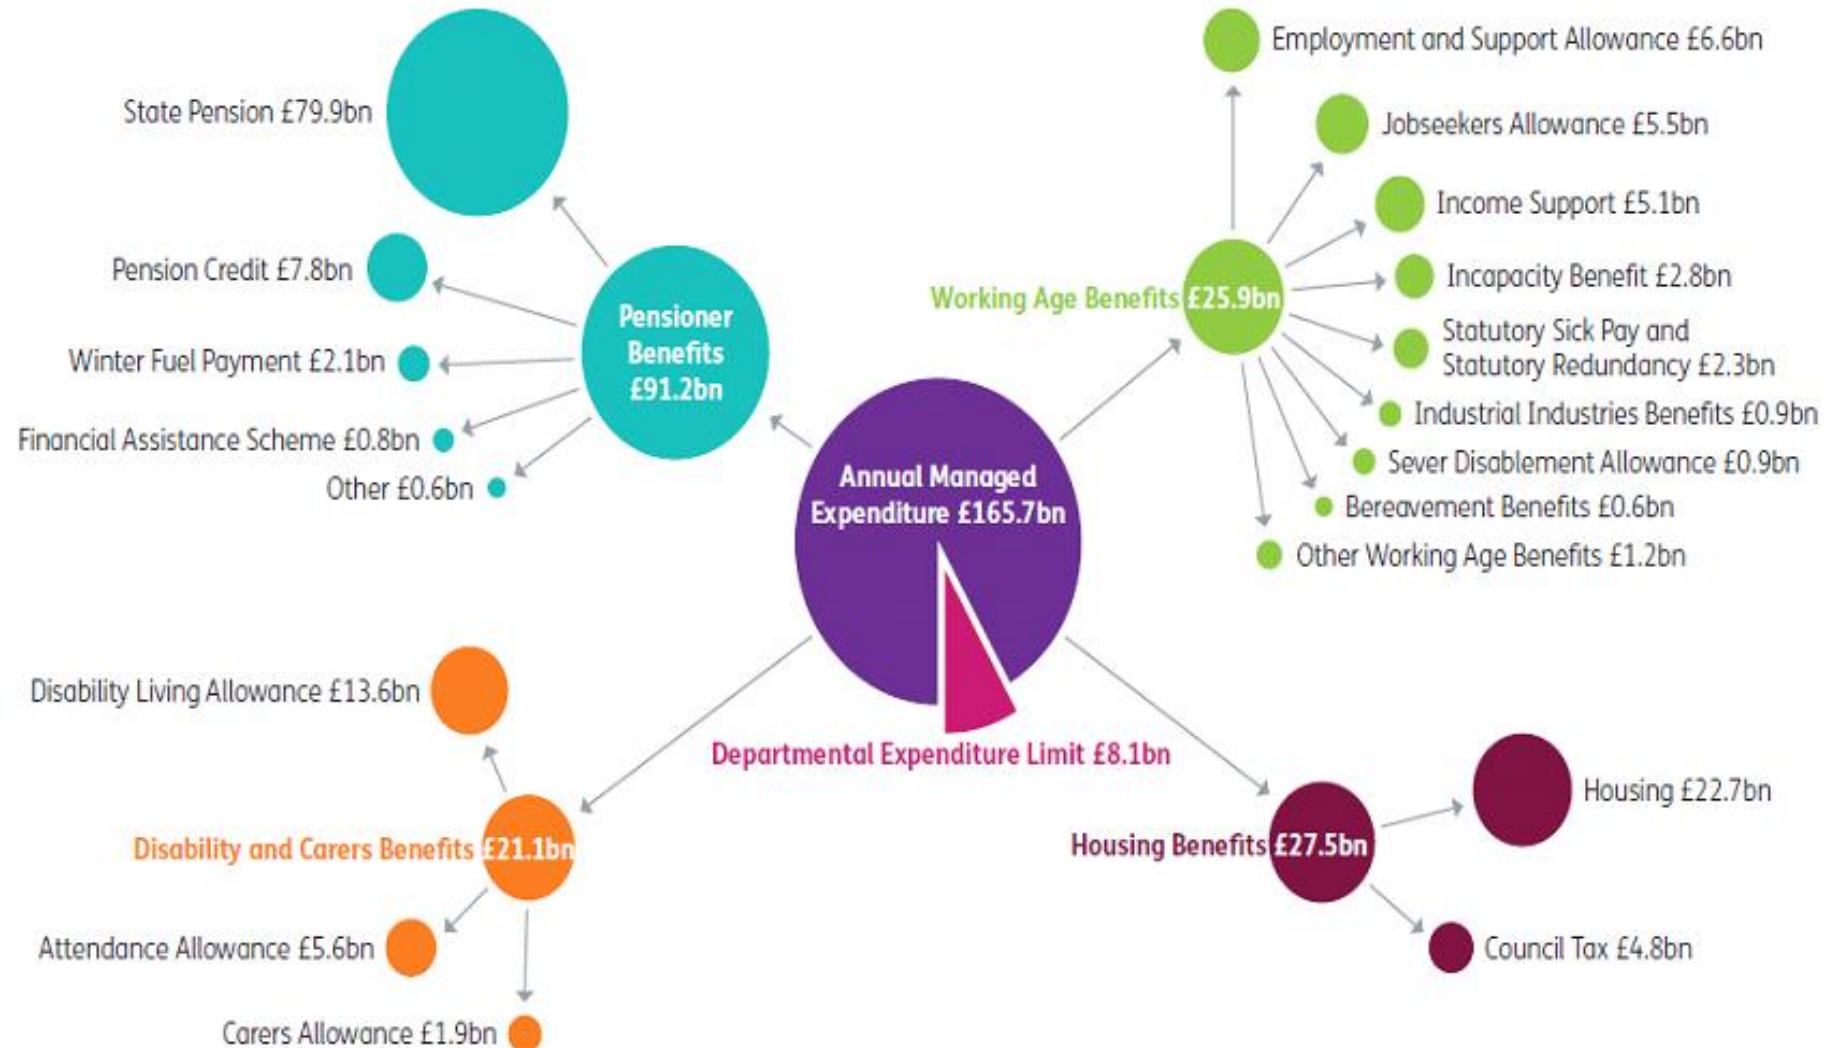 State Pension £79.9bn
Pension Credit £7.8bn
Winter Fuel Payment £2.1bn
Financial Assistance Scheme £0.8bn
Other £0.6bn
Pensioner
Benefits
£91.2bn
Employment and Support Allowance £6.6bn
Jobseekers Allowance £5.5bn
Income Support £5.1bn
Working Age Benefits £25.9bn
Incapacity Benefit £2.8bn
Statutory Sick Pay and
Statutory Redundancy £2.3bn
Industrial Industries Benefits £0.9bn
Sever Disablement Allowance £0.9bn
Bereavement Benefits £0.6bn
Other Working Age Benefits £1.2bn
Annual Managed
Expenditure £165.7bn
Departmental Expenditure Limit £8.1bn
Disability Living Allowance £13.6bn
Disability and Carers Benefits £21.1bn
Attendance Allowance £5.6bn
Carers Allowance £1.9bn
Housing £22.7bn
Housing Benefits £27.5bn
Council Tax £4.8bn